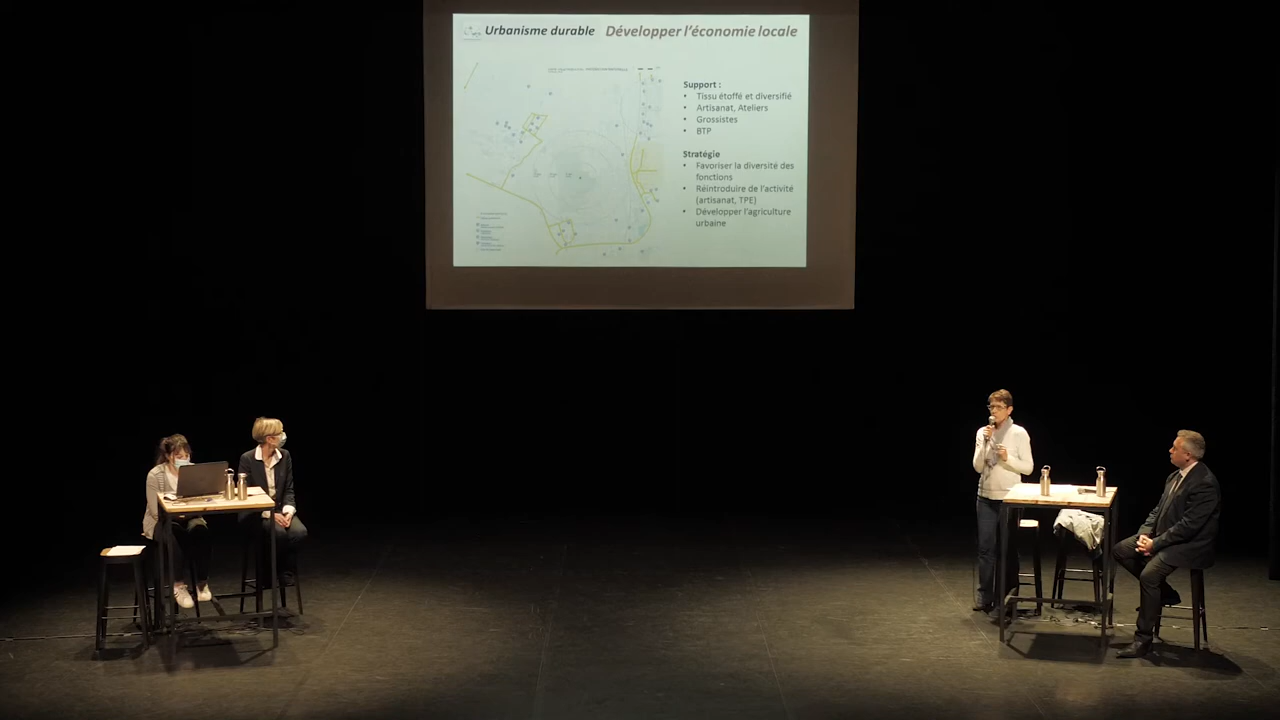 Urbanisme durable Développer l'économie locale
Support :
• Tissu étoffé et diversifié
• Artisanat, Ateliers
• Grossistes
• BTP
Stratégie
• Favoriser la diversité des
fonctions
• Réintroduire de l'activité
(artisanat, TPE)
• Développer l'agriculture
urbaine